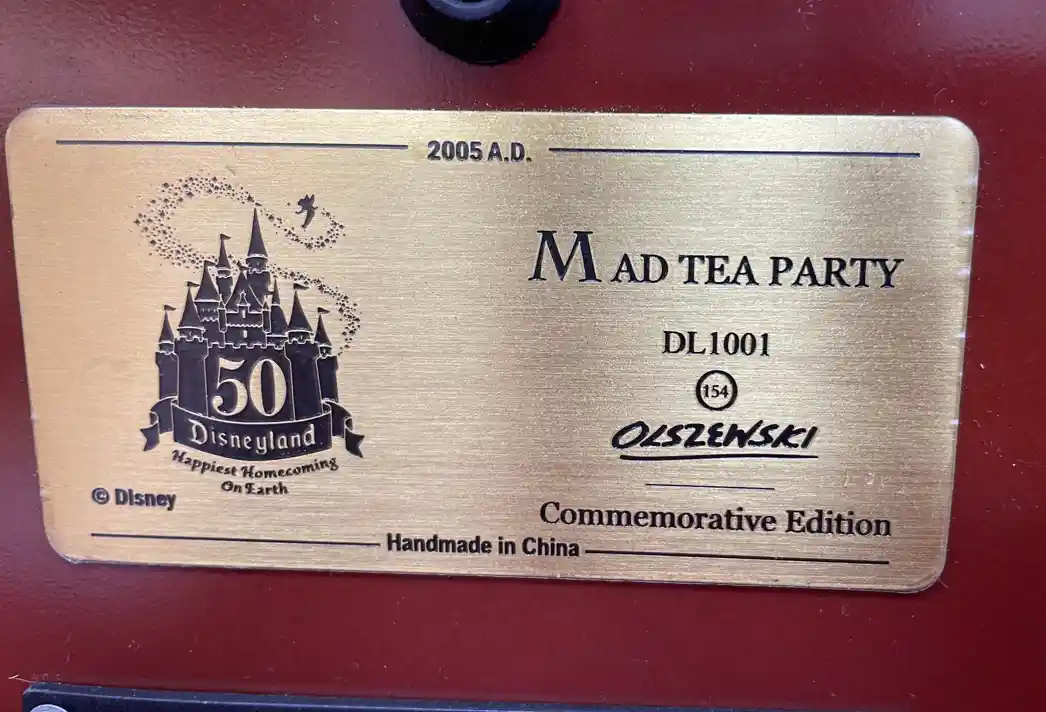 2005 A.D.
50
Disneyland
Happiest Homecoming
On Earth
© Disney
MAD TEA PARTY
DL1001
154
OLSZEWSKI
Commemorative Edition
Handmade in China